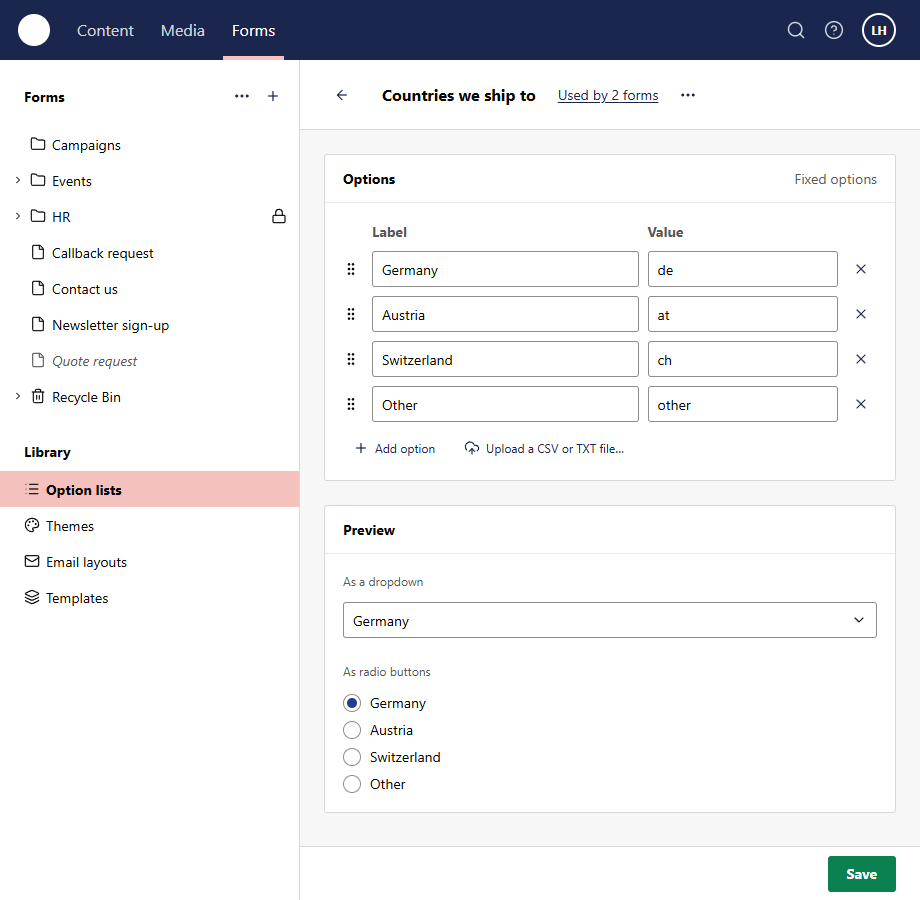 Content Media Forms LH
Forms
Campaigns
Events
HR
Callback request
Contact us
Newsletter sign-up
Quote request
Recycle Bin
Library
Option lists
Themes
Email layouts
Templates
Countries we ship to Used by 2 forms
Options Fixed options
Label Value
Germany de
Austria at
Switzerland ch
Other other
Add option Upload a CSV or TXT file...
Preview
As a dropdown
Germany
As radio buttons
Germany
Austria
Switzerland
Other
Save